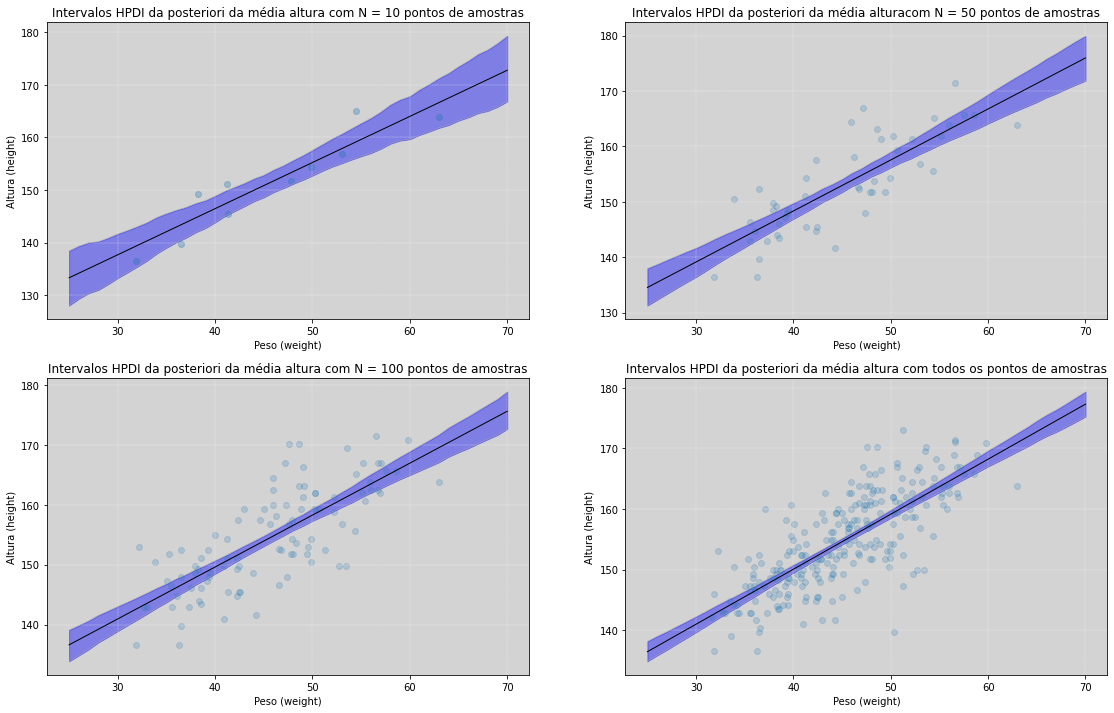 Intervalos HPDI da posteriori da média altura com N = 10 pontos de amostras
180
170
160
150
140
130
Altura (height)
30 40 50 60 70
Peso (weight)
Intervalos HPDI da posteriori da média alturacom N = 50 pontos de amostras
180
170
160
150
140
130
Altura (height)
30 40 50 60 70
Peso (weight)
Intervalos HPDI da posteriori da média altura com N = 100 pontos de amostras
180
170
160
150
140
Altura (height)
30 40 50 60 70
Peso (weight)
Intervalos HPDI da posteriori da média altura com todos os pontos de amostras
180
170
160
150
140
Altura (height)
30 40 50 60 70
Peso (weight)